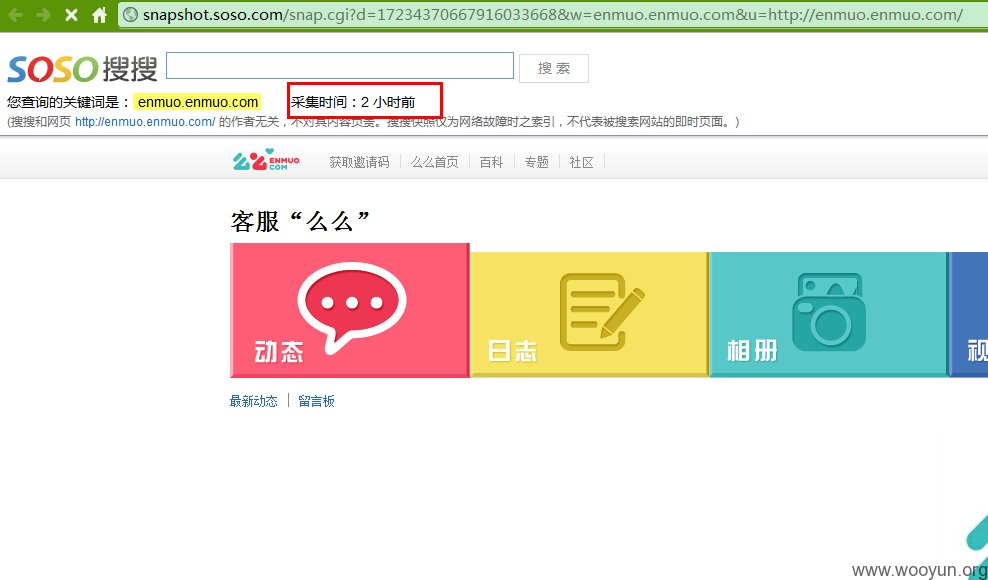 snapshot.soso.com/snap.cgi?d=17234370667916033668&w=enmuo.enmuo.com&u=http://enmuo.enmuo.com/
SOSO搜搜
搜 索
您查询的关键词是： enmuo.enmuo.com 采集时间：2 小时前
(搜搜和网页 http://enmuo.enmuo.com/ 的作者无关，不对其内容负责。搜搜快照仅为网络故障时之索引，不代表被搜索网站的即时页面。)
么么 ENMUO.COM 获取邀请码 么么首页 百科 专题 社区
客服“么么”
动态 日志 相册 视
最新动态 留言板
www.wooyun.org